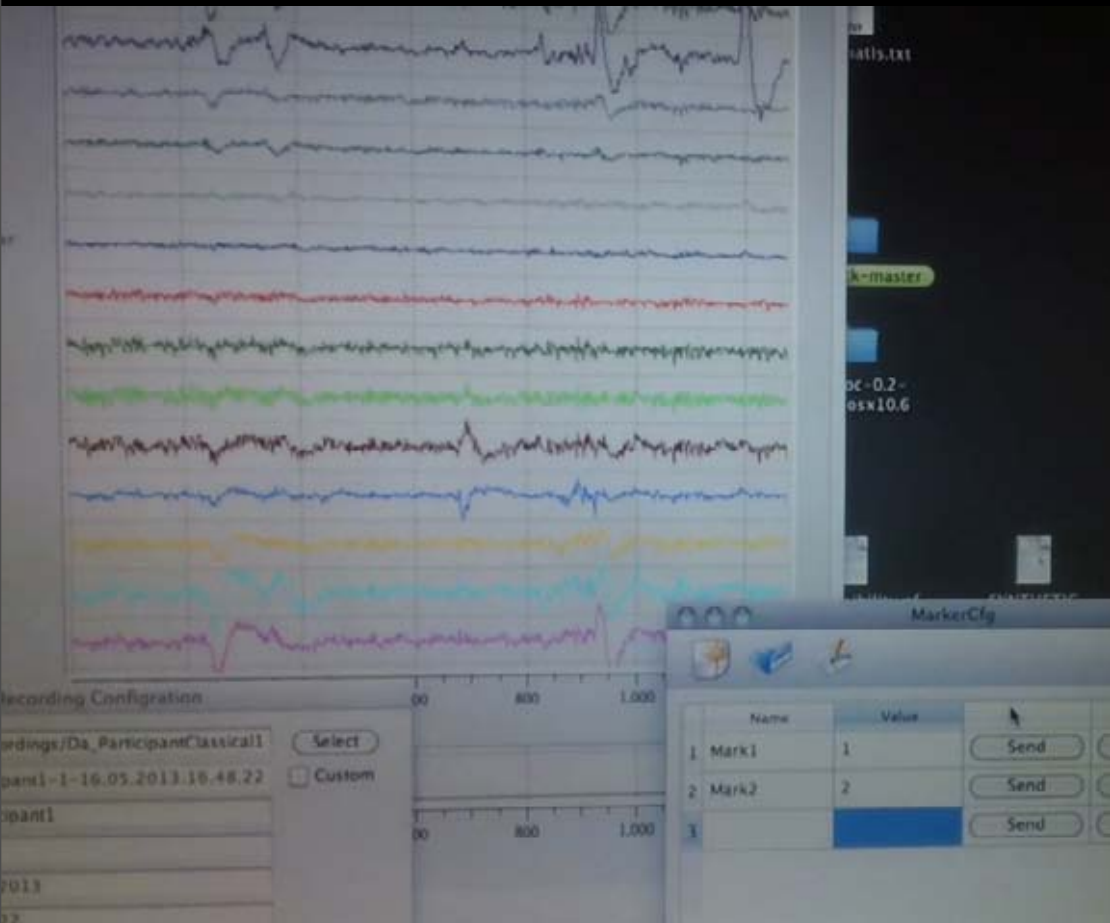 atis.txt
k-master
oc-0.2-
osx10.6
MarkerCfg
Name Value
1 Mark1 1 Send
2 Mark2 2 Send
3 Send
Recording Configration
ordings/Da_ParticipantClassical1 Select
pant1-1-16.05.2013.16.48.22 Custom
ipant1
2013
00 800 1.000
00 800 1.000